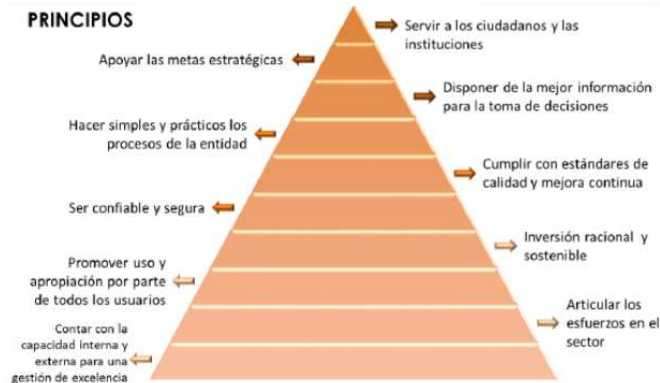 PRINCIPIOS
Servir a los ciudadanos y las
instituciones
Apoyar las metas estratégicas
Disponer de la mejor información
para la toma de decisiones
Hacer simples y prácticos los
procesos de la entidad
Cumplir con estándares de
calidad y mejora continua
Ser confiable y segura
Inversión racional y
sostenible
Promover uso y
apropiación por parte
de todos los usuarios
Articular los
esfuerzos en el
sector
Contar con la
capacidad interna y
externa para una
gestión de excelencia